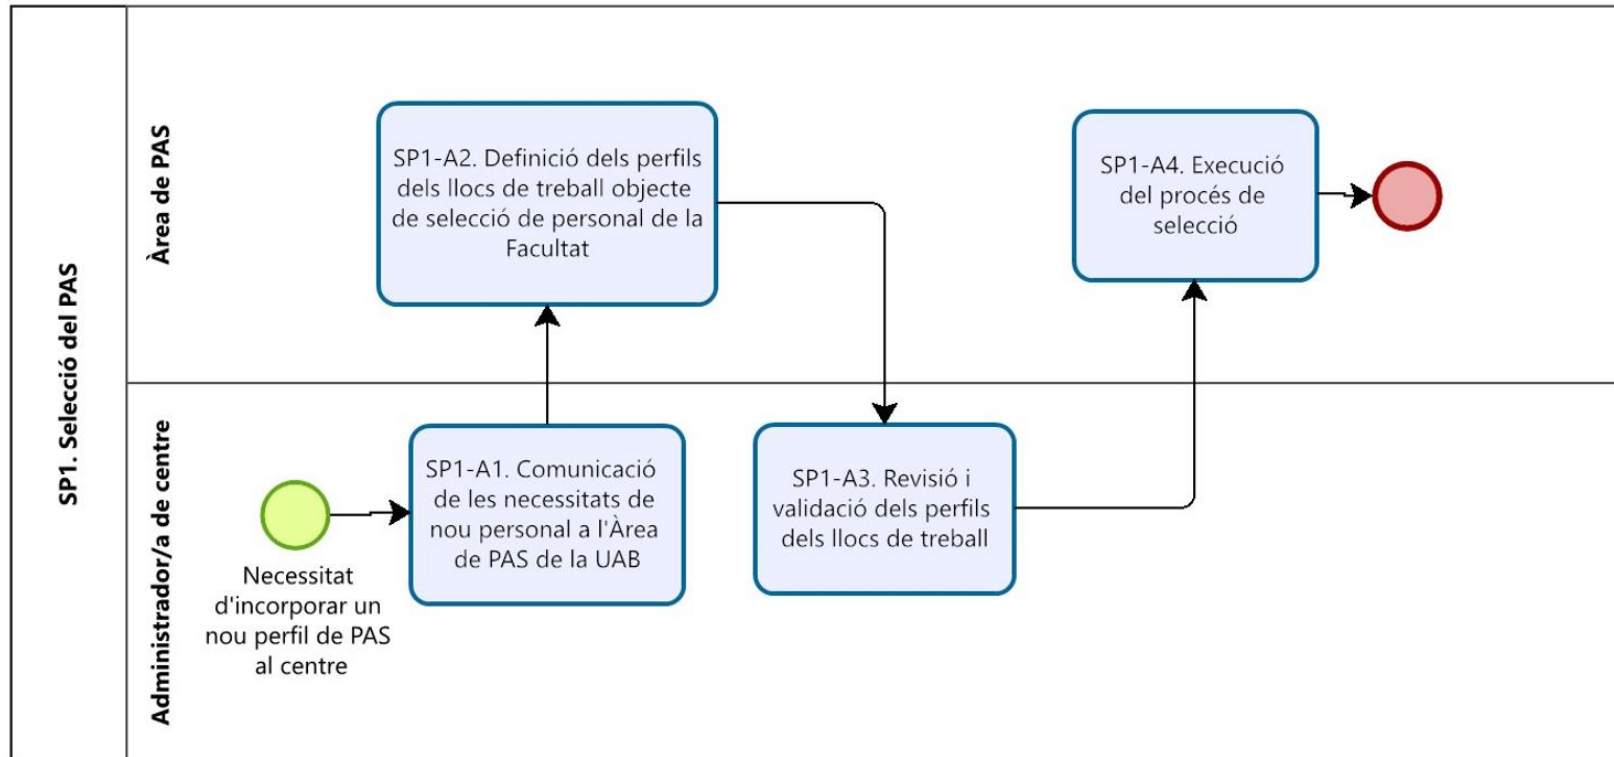 SP1. Selecció del PAS
Àrea de PAS
SP1-A2. Definició dels perfils
dels llocs de treball objecte
de selecció de personal de la
Facultat
SP1-A4. Execució
del procés de
selecció
Administrador/a de centre
Necessitat
d'incorporar un
nou perfil de PAS
al centre
SP1-A1. Comunicació
de les necessitats de
nou personal a l'Àrea
de PAS de la UAB
SP1-A3. Revisió i
validació dels perfils
dels llocs de treball